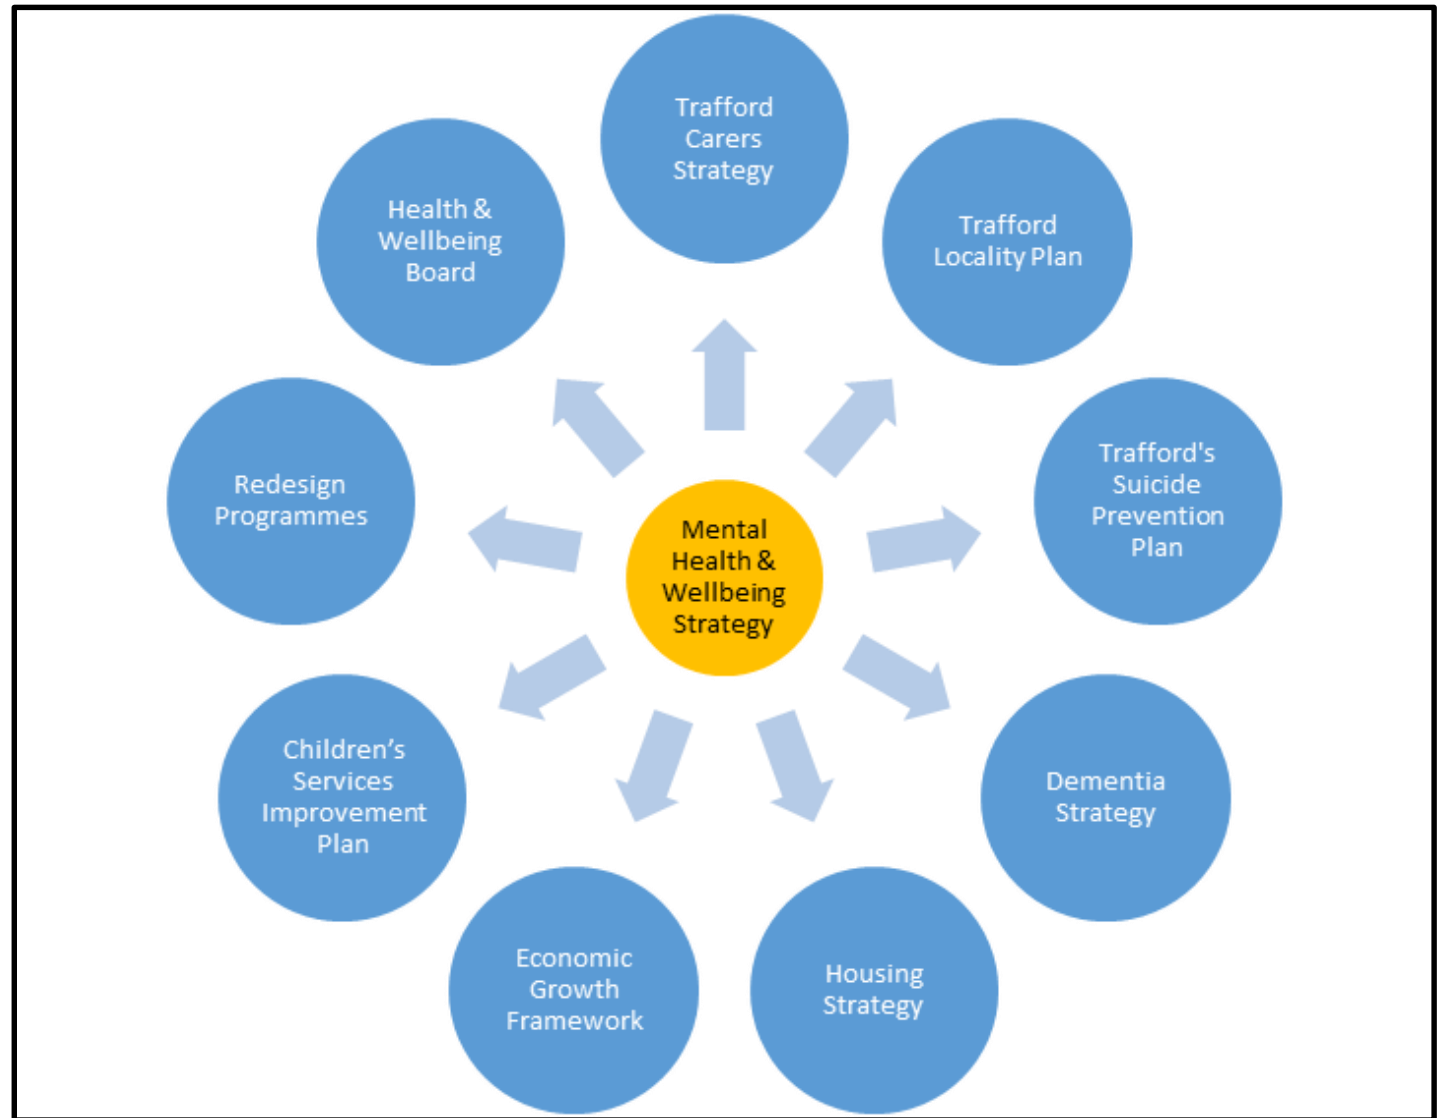 Trafford
Carers
Strategy
Trafford
Locality Plan
Trafford's
Suicide
Prevention
Plan
Dementia
Strategy
Housing
Strategy
Economic
Growth
Framework
Children’s
Services
Improvement
Plan
Redesign
Programmes
Health &
Wellbeing
Board
Mental
Health &
Wellbeing
Strategy